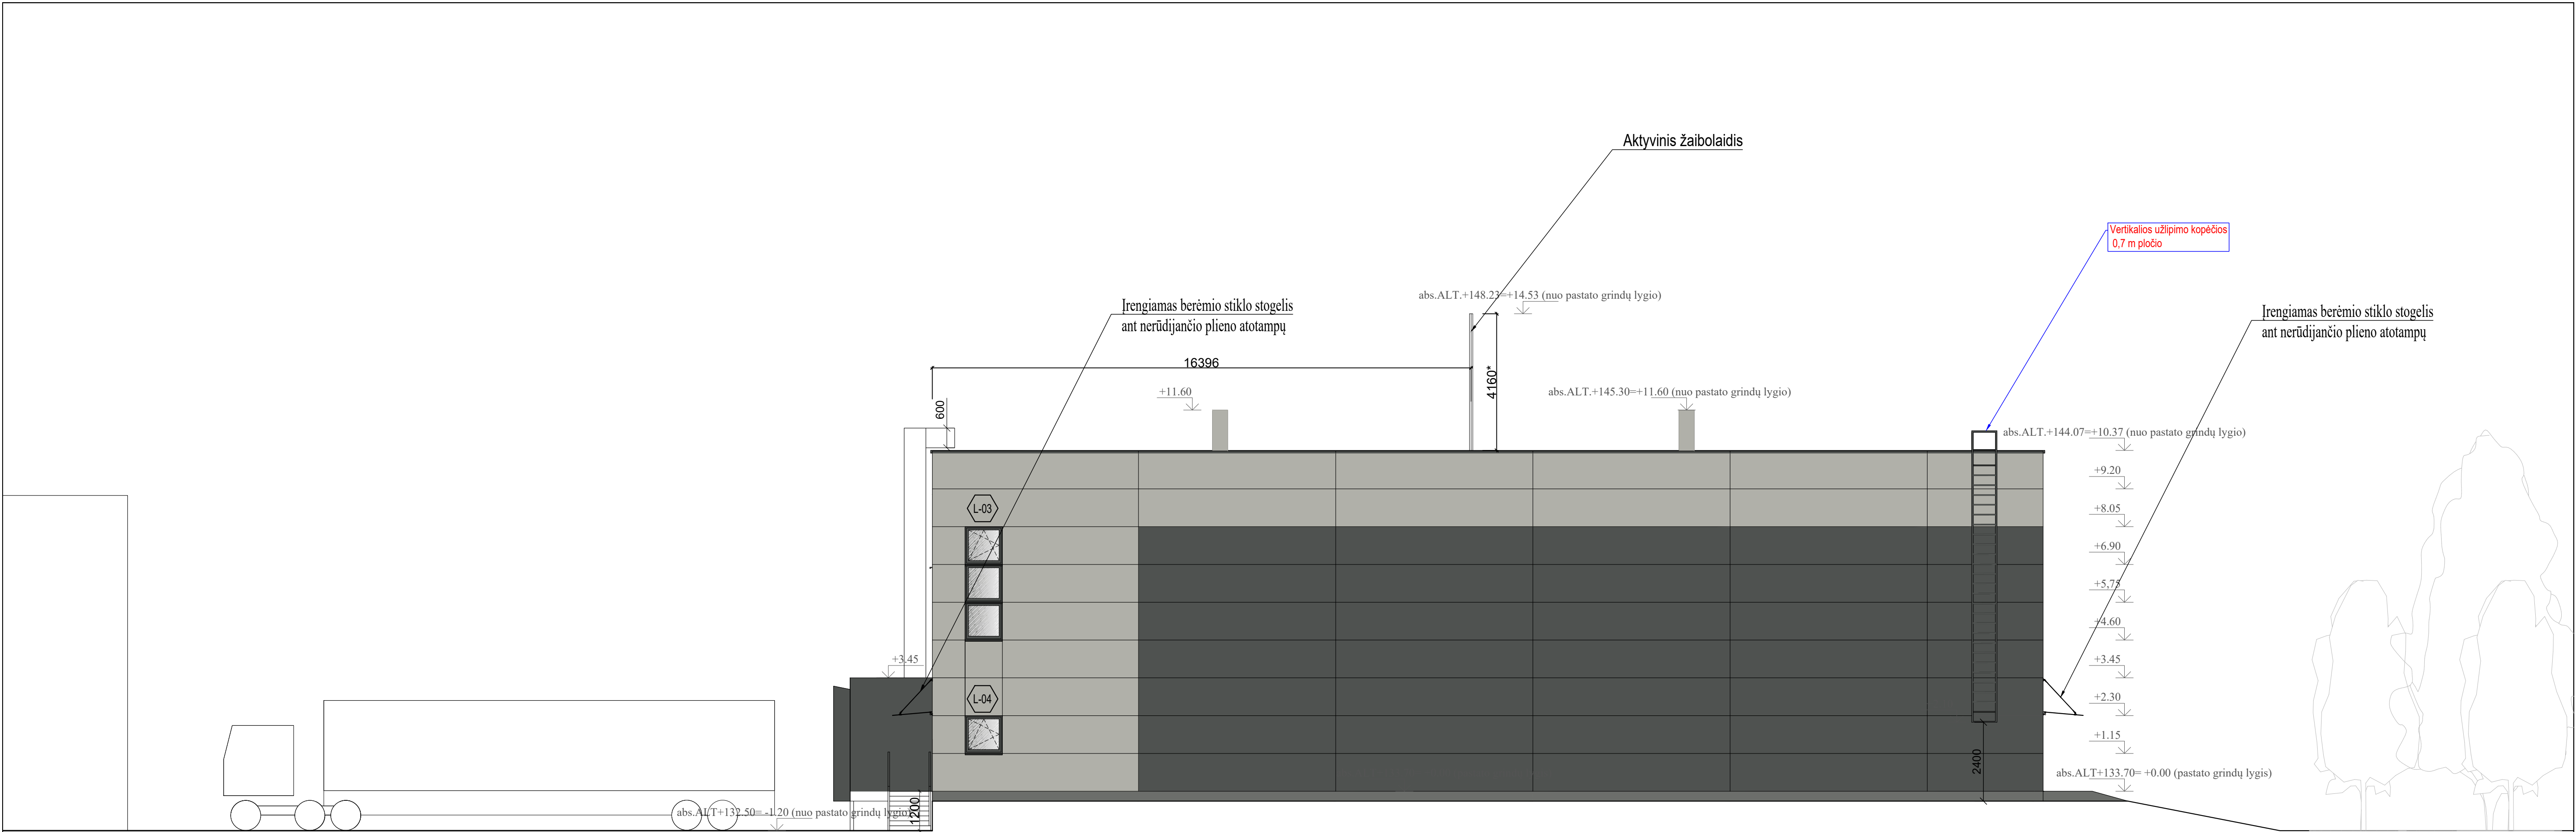 Aktyvinis žaibolaidis
Vertikalios užlipimo kopėčios
0,7 m pločio
abs.ALT.+148.23=+14.53 (nuo pastato grindų lygio)
Įrengiamas berėmio stiklo stogelis
ant nerūdijančio plieno atotampų
Įrengiamas berėmio stiklo stogelis
ant nerūdijančio plieno atotampų
16396
4160*
+11.60
abs.ALT.+145.30=+11.60 (nuo pastato grindų lygio)
600
abs.ALT.+144.07=+10.37 (nuo pastato grindų lygio)
+9.20
L-03
+8.05
+6.90
+5,75
+4.60
+3.45
+3.45
L-04
+2.30
+1.15
2400
abs.ALT+133.70= +0.00 (pastato grindų lygis)
abs.ALT+132.50= -1.20 (nuo pastato grindų lygio)
1200